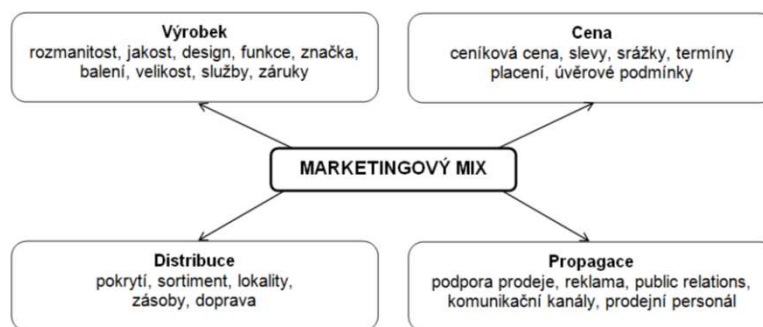 Výrobek
rozmanitost, jakost, design, funkce, značka,
balení, velikost, služby, záruky
Cena
ceníková cena, slevy, srážky, termíny
placení, úvěrové podmínky
MARKETINGOVÝ MIX
Distribuce
pokrytí, sortiment, lokality,
zásoby, doprava
Propagace
podpora prodeje, reklama, public relations,
komunikační kanály, prodejní personál